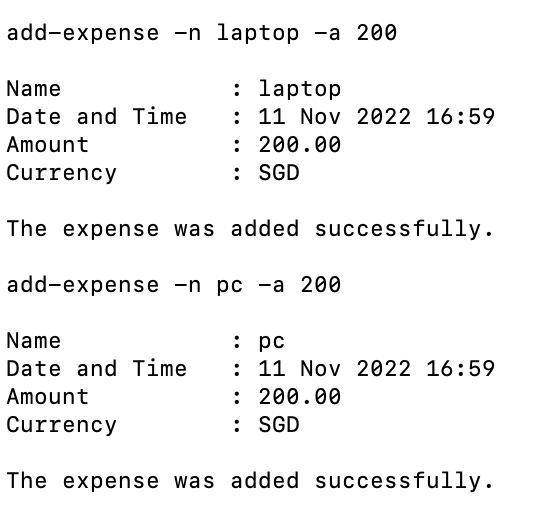 add-expense -n laptop -a 200
Name : laptop
Date and Time : 11 Nov 2022 16:59
Amount : 200.00
Currency : SGD
The expense was added successfully.
add-expense -n pc -a 200
Name : pc
Date and Time : 11 Nov 2022 16:59
Amount : 200.00
Currency : SGD
The expense was added successfully.